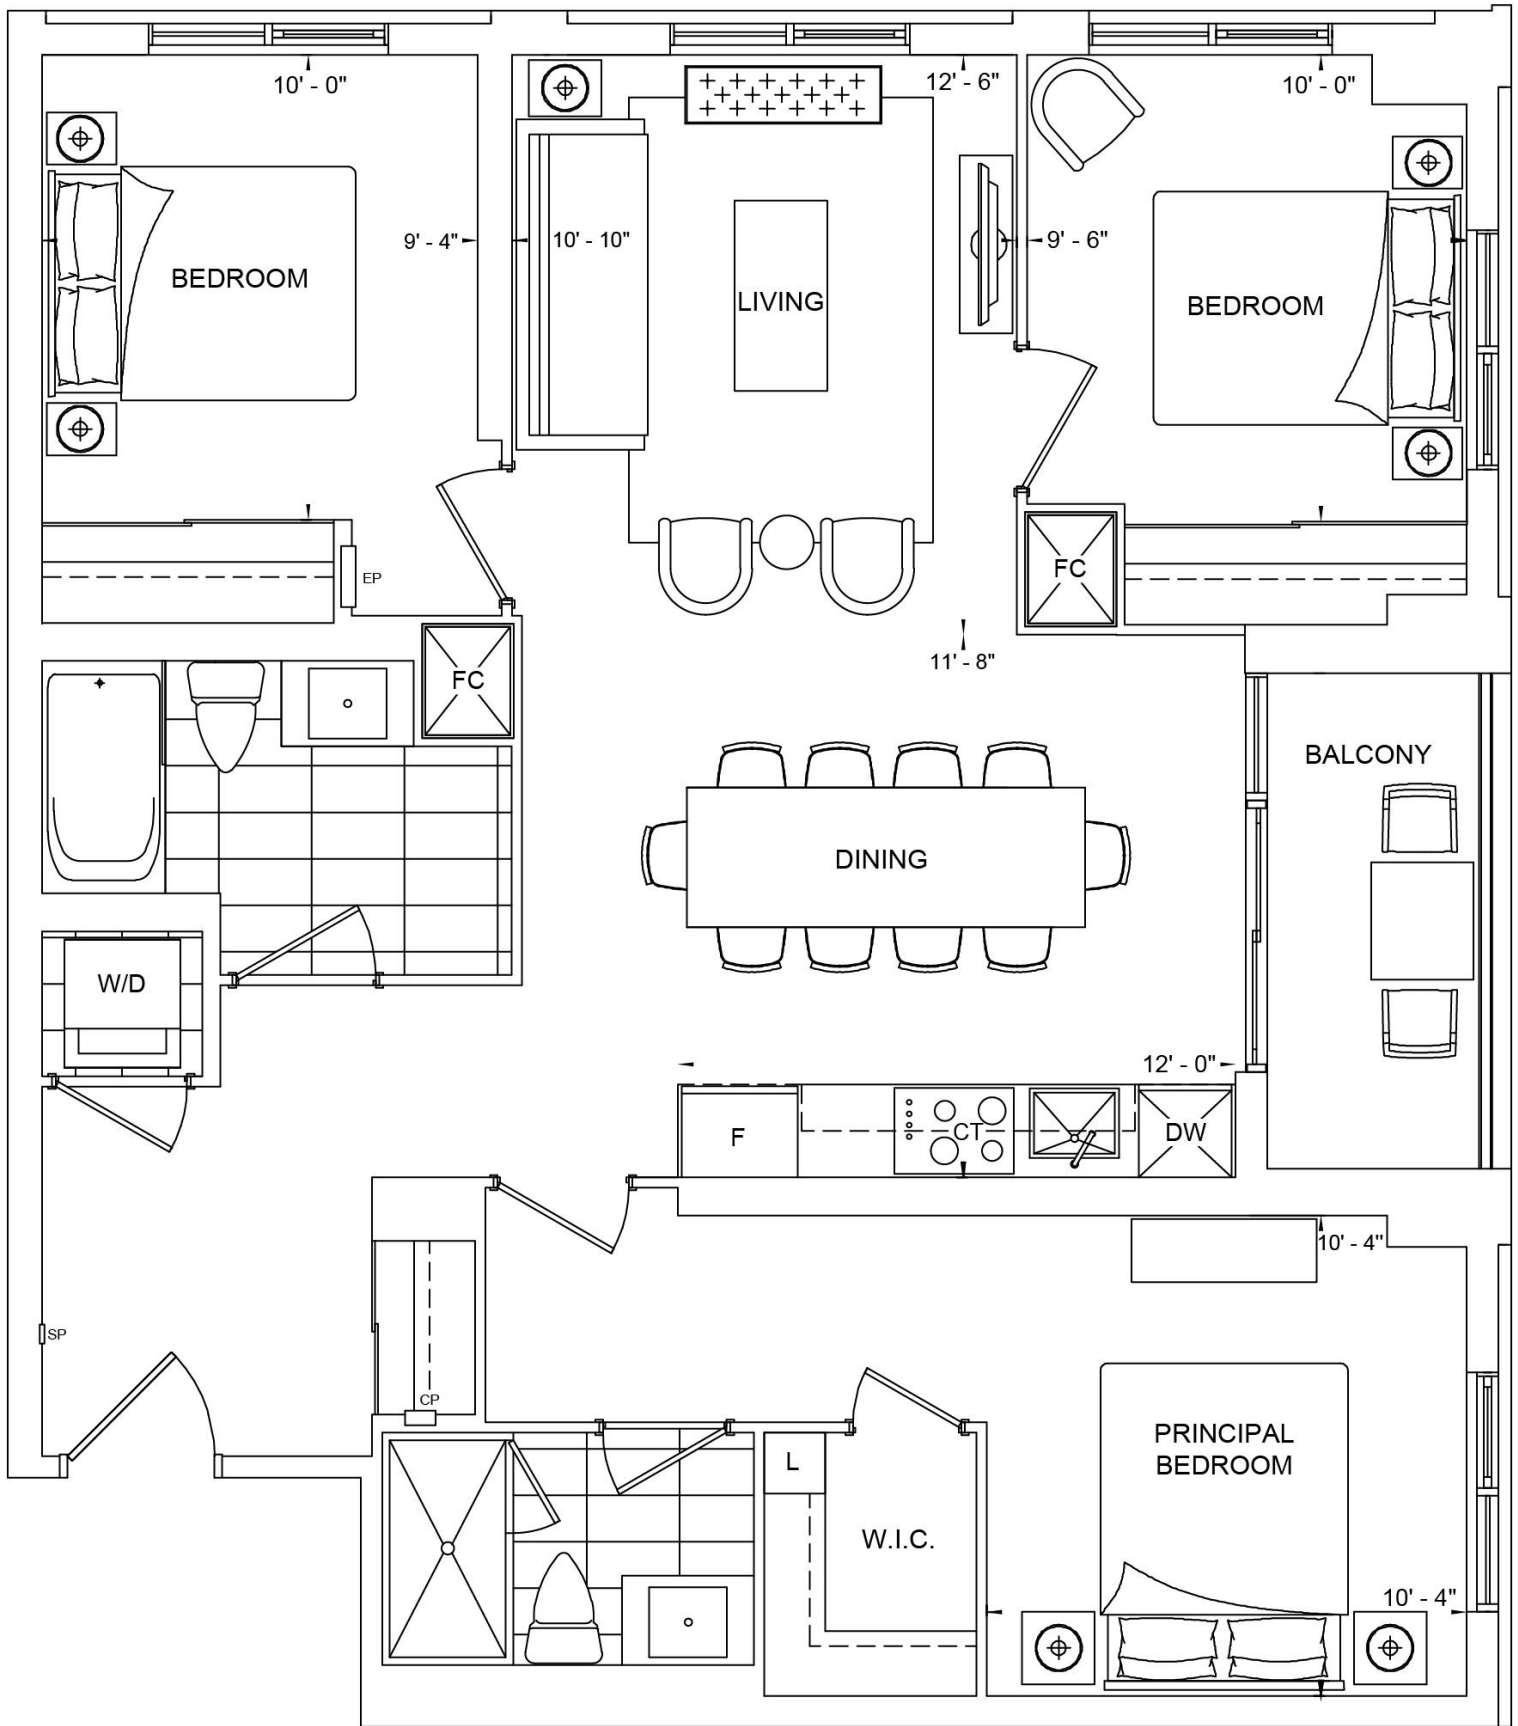 10' - 0"
12' - 6"
10' - 0"
9' - 4"
10' - 10"
9' - 6"
BEDROOM
LIVING
BEDROOM
EP
FC
FC
11' - 8"
BALCONY
DINING
W/D
12' - 0"
F
CT
DW
10' - 4"
SP
CP
PRINCIPAL
BEDROOM
L
W.I.C.
10' - 4"